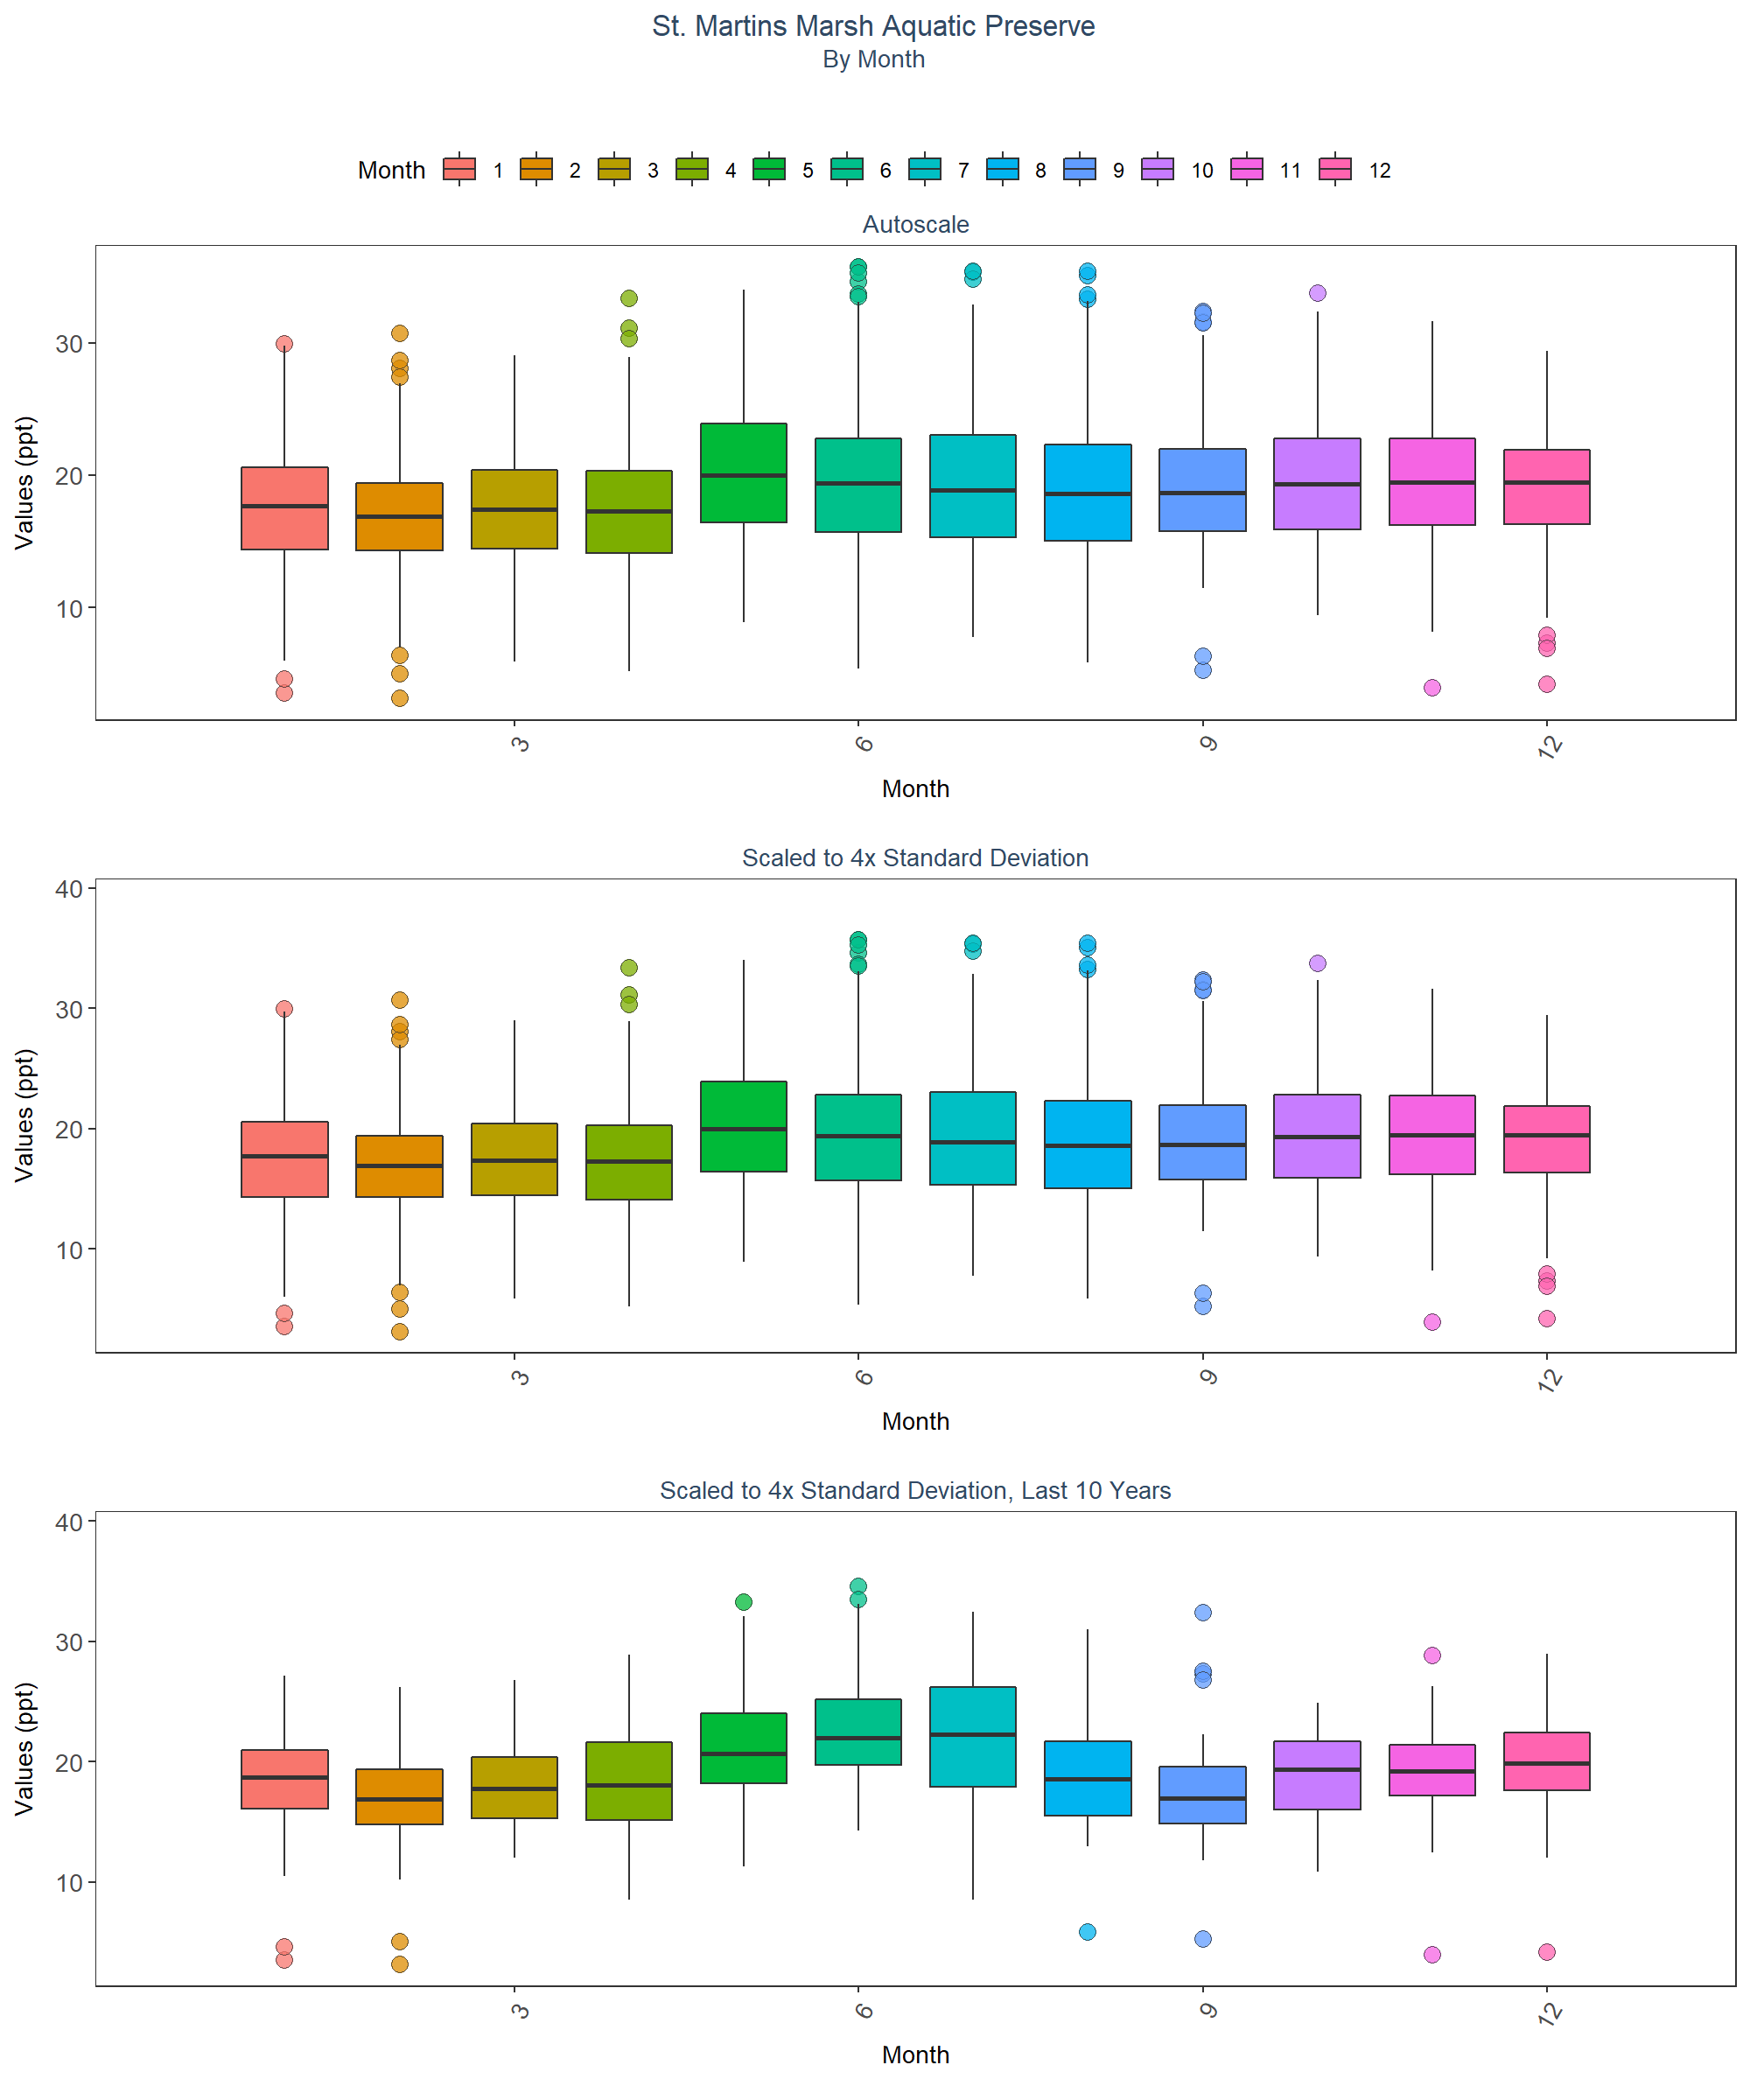 St. Martins Marsh Aquatic Preserve
By Month
Month 1 2 3 4 5 6 7 8 9 10 11 12
Autoscale
Values (ppt)
30
20
10
3 6 9 12
Month
Scaled to 4x Standard Deviation
Values (ppt)
40
30
20
10
3 6 9 12
Month
Scaled to 4x Standard Deviation, Last 10 Years
Values (ppt)
40
30
20
10
3 6 9 12
Month